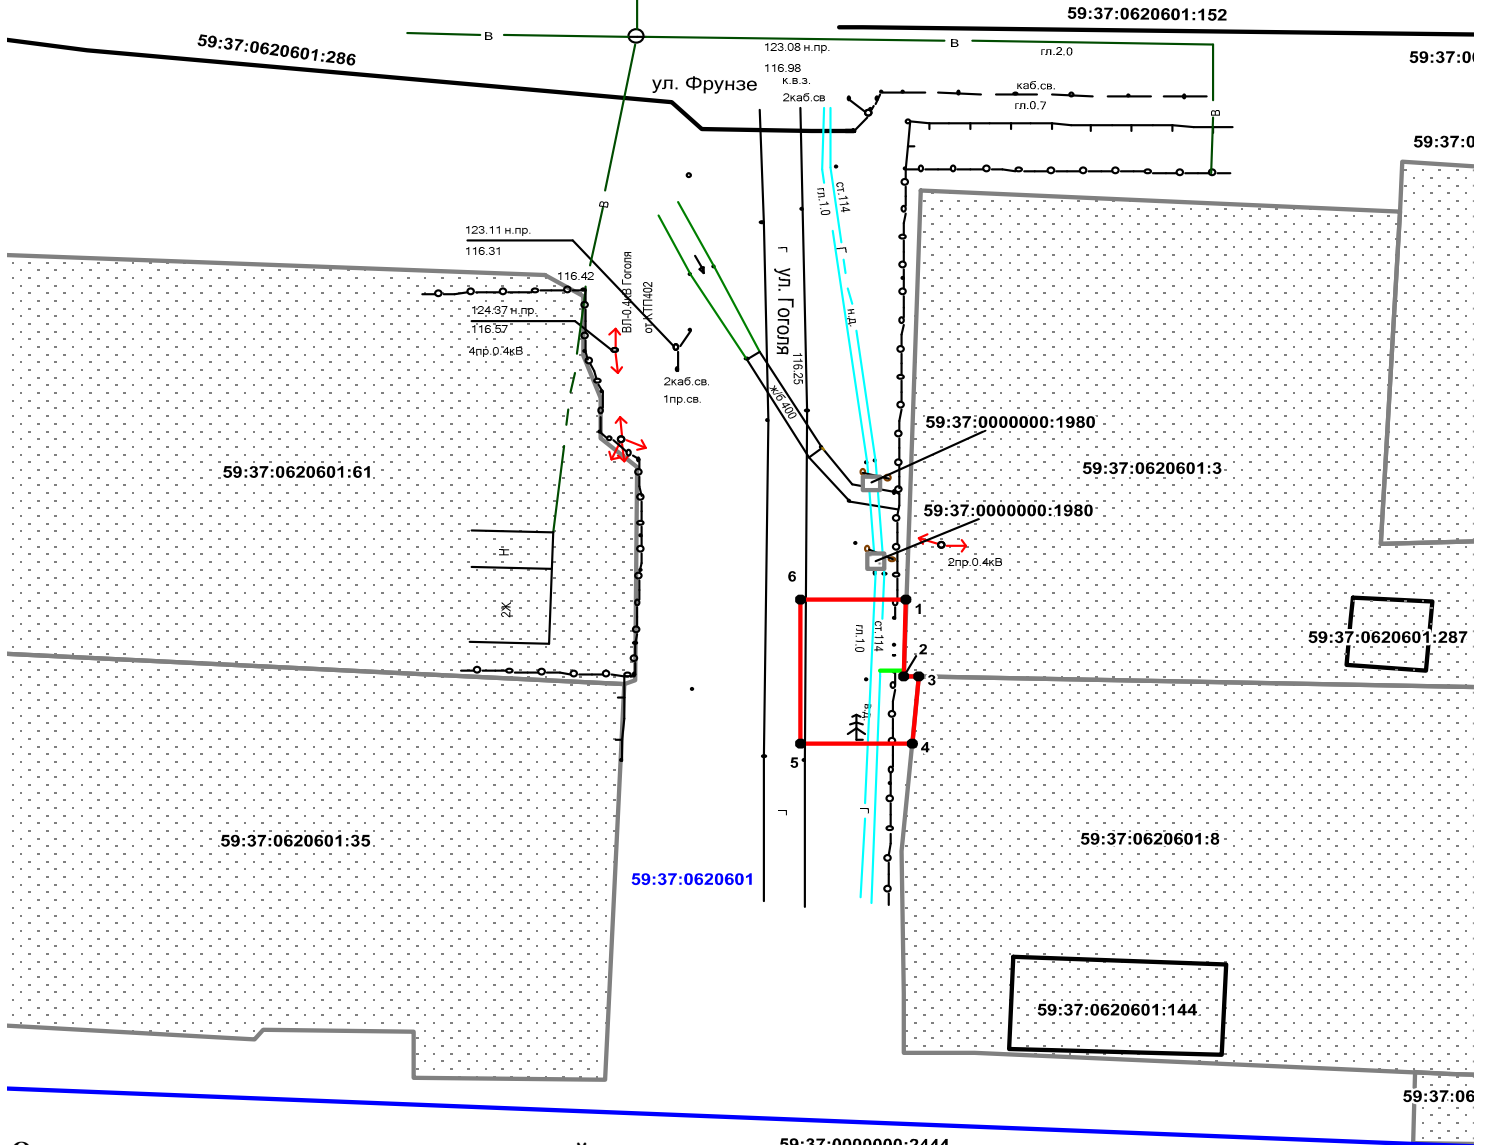 59:37:0620601:152
59:37:0620601:286
В
В
123.08 н.пр.
116.98
к.в.з.
2каб.св
гл.2.0
59:37:0
ул. Фрунзе
каб.св.
гл.0.7
В
59:37:0
ст.114
гл.1.0
В
123.11 н.пр.
116.31
ВЛ-0.4кВ Гоголя
от КТП402
116.42
Г
ул. Гоголя
Г
н.д.
124.37 н.пр.
116.57
4пр.0.4кВ
116.25
2каб.св.
1пр.св.
ж/б 400
59:37:0000000:1980
59:37:0620601:61
59:37:0620601:3
59:37:0000000:1980
Н
2пр.0.4кВ
6
1
2Ж
ст.114
гл.1.0
59:37:0620601:287
2
3
4
5
Г
Г
59:37:0620601:35
59:37:0620601:8
59:37:0620601
59:37:0620601:144
59:37:06
59:37:0000000:2444